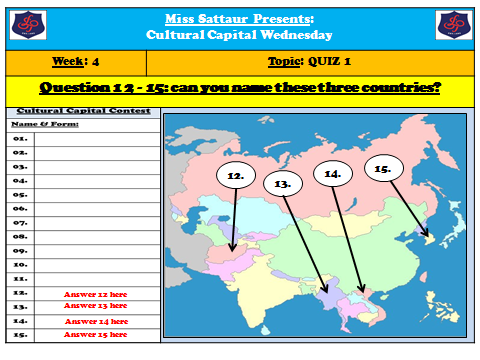 Miss Sattaur Presents:
Cultural Capital Wednesday
Week: 4
Topic: QUIZ 1
Question 12 - 15: can you name these three countries?
Cultural Capital Contest
Name & Form:
01.
02.
03.
04.
05.
06.
07.
08.
09.
10.
11.
12. Answer 12 here
13. Answer 13 here
14. Answer 14 here
15. Answer 15 here
12.
13.
14.
15.